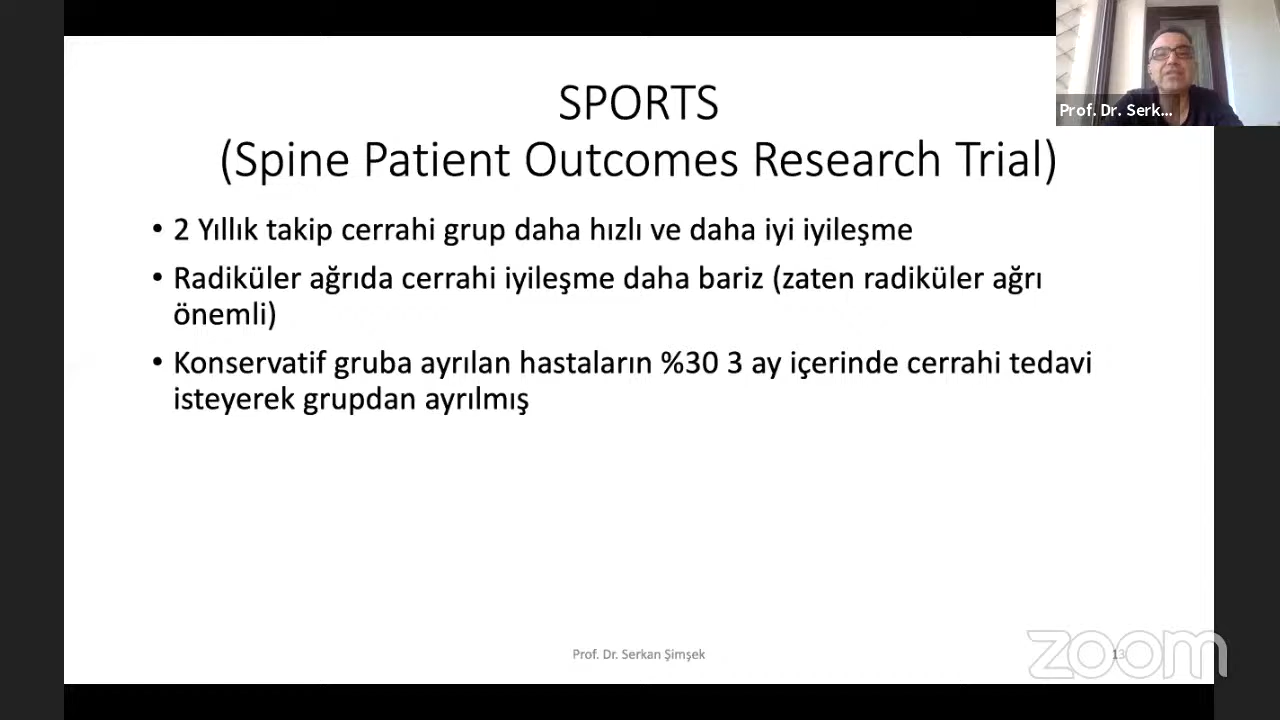 Prof. Dr. Serk...
SPORTS
(Spine Patient Outcomes Research Trial)
• 2 Yıllık takip cerrahi grup daha hızlı ve daha iyi iyileşme
• Radiküler ağrıda cerrahi iyileşme daha bariz (zaten radiküler ağrı
önemli)
• Konservatif gruba ayrılan hastaların %30 3 ay içerinde cerrahi tedavi
isteyerek grupdan ayrılmış
Prof. Dr. Serkan Şimşek
13
zoom